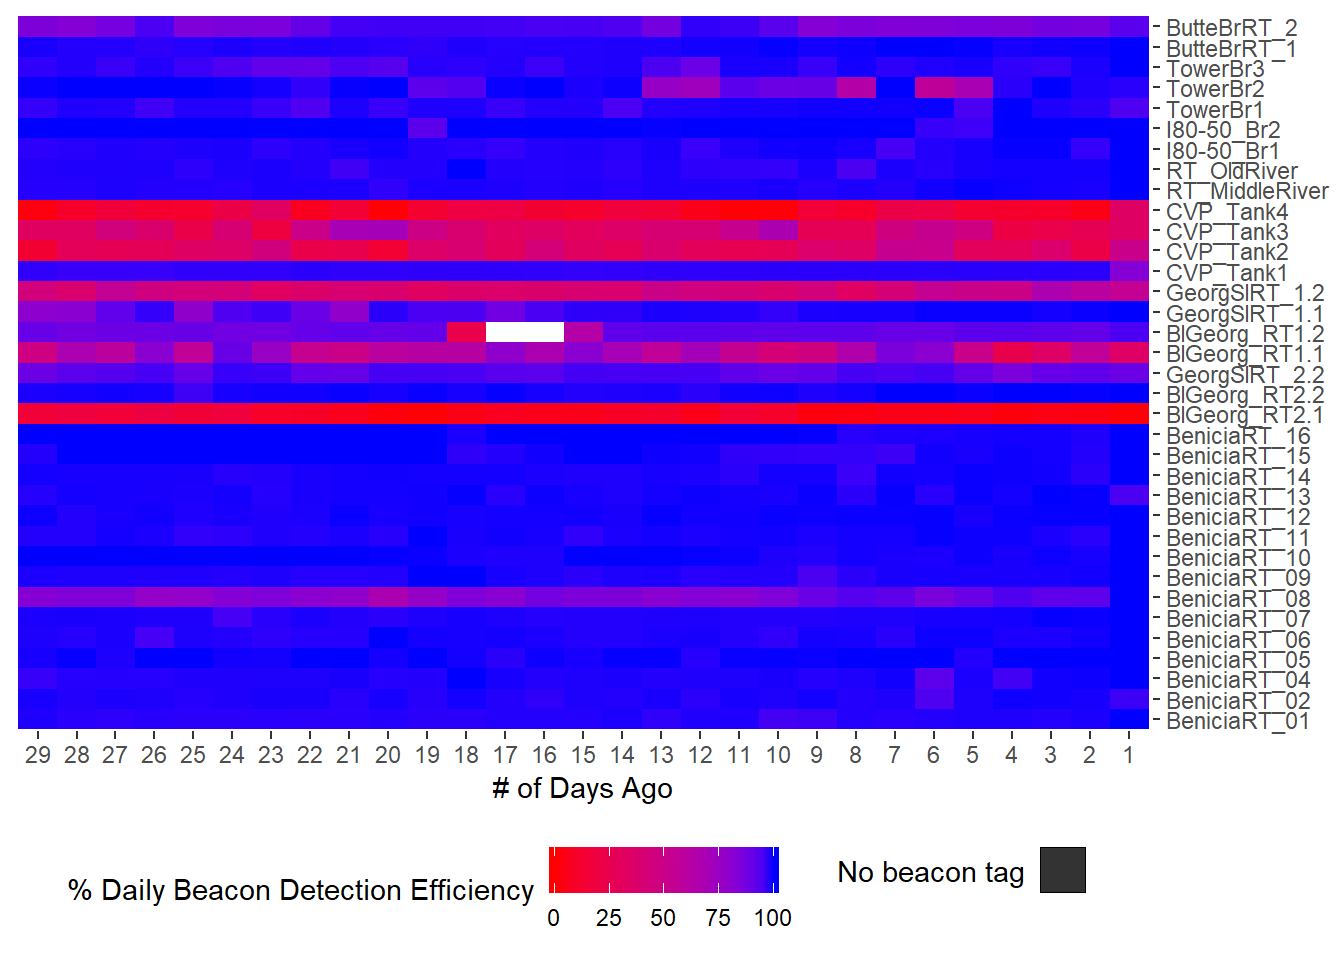 ButteBrRT_2
ButteBrRT_1
TowerBr3
TowerBr2
TowerBr1
I80-50_Br2
I80-50_Br1
RT_OldRiver
RT_MiddleRiver
CVP_Tank4
CVP_Tank3
CVP_Tank2
CVP_Tank1
GeorgSlRT_1.2
GeorgSlRT_1.1
BlGeorg_RT1.2
BlGeorg_RT1.1
GeorgSlRT_2.2
BlGeorg_RT2.2
BlGeorg_RT2.1
BeniciaRT_16
BeniciaRT_15
BeniciaRT_14
BeniciaRT_13
BeniciaRT_12
BeniciaRT_11
BeniciaRT_10
BeniciaRT_09
BeniciaRT_08
BeniciaRT_07
BeniciaRT_06
BeniciaRT_05
BeniciaRT_04
BeniciaRT_02
BeniciaRT_01
29 28 27 26 25 24 23 22 21 20 19 18 17 16 15 14 13 12 11 10 9 8 7 6 5 4 3 2 1
# of Days Ago
% Daily Beacon Detection Efficiency
0 25 50 75 100
No beacon tag